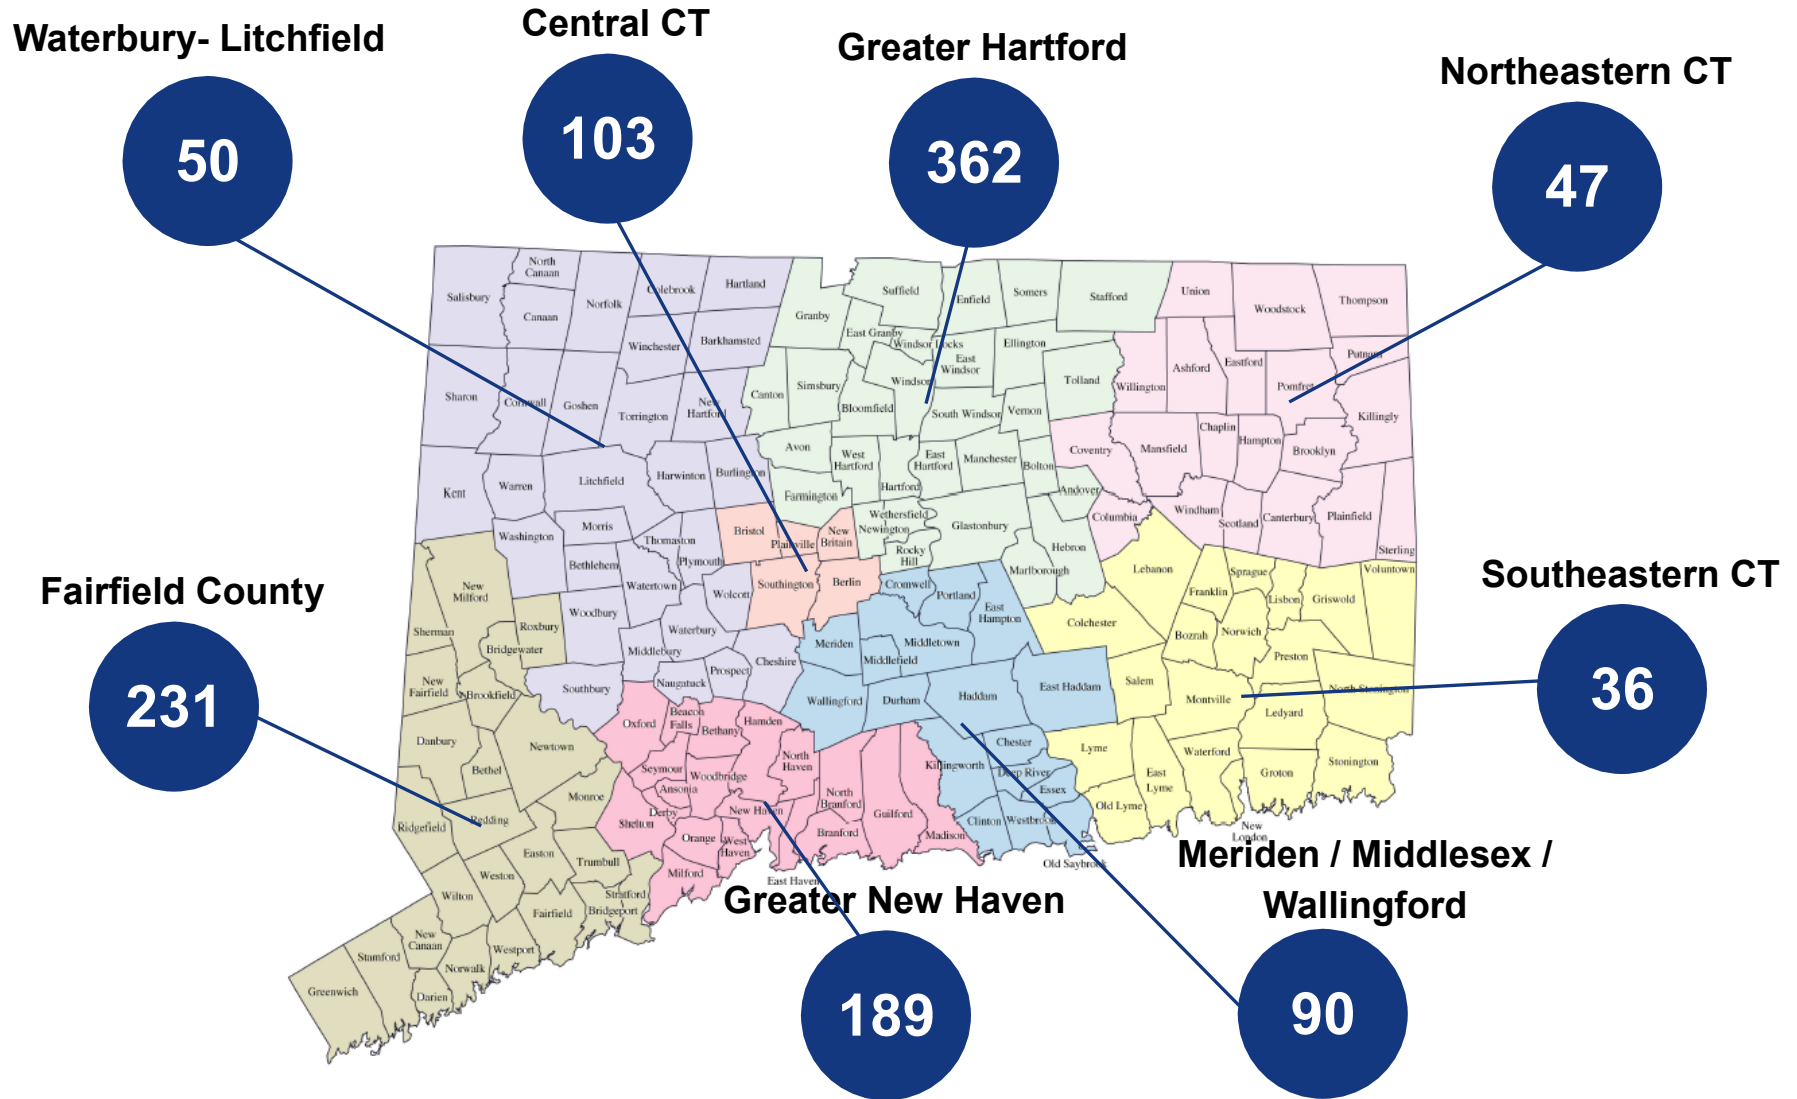 Waterbury- Litchfield
50
Central CT
103
Greater Hartford
362
Northeastern CT
47
Fairfield County
231
Southeastern CT
36
Greater New Haven
189
Meriden / Middlesex /
Wallingford
90
Salisbury
North
Canaan
Canaan
Norfolk
Colebrook
Hartland
Winchester
Barkhamsted
Sharon
Cornwall
Goshen
Torrington
New
Hartford
Kent
Warren
Litchfield
Harwinton
Burlington
Washington
Morris
Bethlehem
Thomaston
Plymouth
Watertown
Wolcott
Woodbury
Waterbury
Middlebury
Prospect
Cheshire
Naugatuck
Southbury
Granby
Suffield
East Granby
Windsor Locks
Enfield
Somers
Stafford
East
Windsor
Ellington
Canton
Simsbury
Windsor
Bloomfield
South Windsor
Vernon
Tolland
Avon
West
Hartford
Hartford
East
Hartford
Manchester
Bolton
Andover
Farmington
Wethersfield
Newington
Rocky
Hill
Glastonbury
Hebron
Marlborough
Union
Woodstock
Thompson
Putnam
Willington
Ashford
Eastford
Pomfret
Killingly
Coventry
Mansfield
Chaplin
Hampton
Brooklyn
Columbia
Windham
Scotland
Canterbury
Plainfield
Sterling
Bristol
Plainville
New
Britain
Southington
Berlin
Cromwell
Portland
East
Hampton
Meriden
Middletown
Middlefield
Wallingford
Durham
Haddam
East Haddam
Killingworth
Chester
Deep River
Essex
Clinton
Westbrook
Old Saybrook
Lebanon
Colchester
Franklin
Sprague
Lisbon
Griswold
Voluntown
Bozrah
Norwich
Preston
Salem
Montville
North Stonington
Ledyard
Lyme
East
Lyme
Waterford
Groton
Stonington
Old Lyme
New
London
New
Milford
Sherman
Roxbury
Bridgewater
New
Fairfield
Brookfield
Danbury
Bethel
Newtown
Monroe
Ridgefield
Redding
Easton
Trumbull
Weston
Wilton
Stratford
Bridgeport
Fairfield
New
Canaan
Westport
Norwalk
Stamford
Darien
Greenwich
Oxford
Beacon
Falls
Bethany
Hamden
Seymour
Woodbridge
North
Haven
Ansonia
Derby
Shelton
New Haven
North
Branford
Guilford
Orange
West
Haven
Branford
Madison
Milford
East Haven